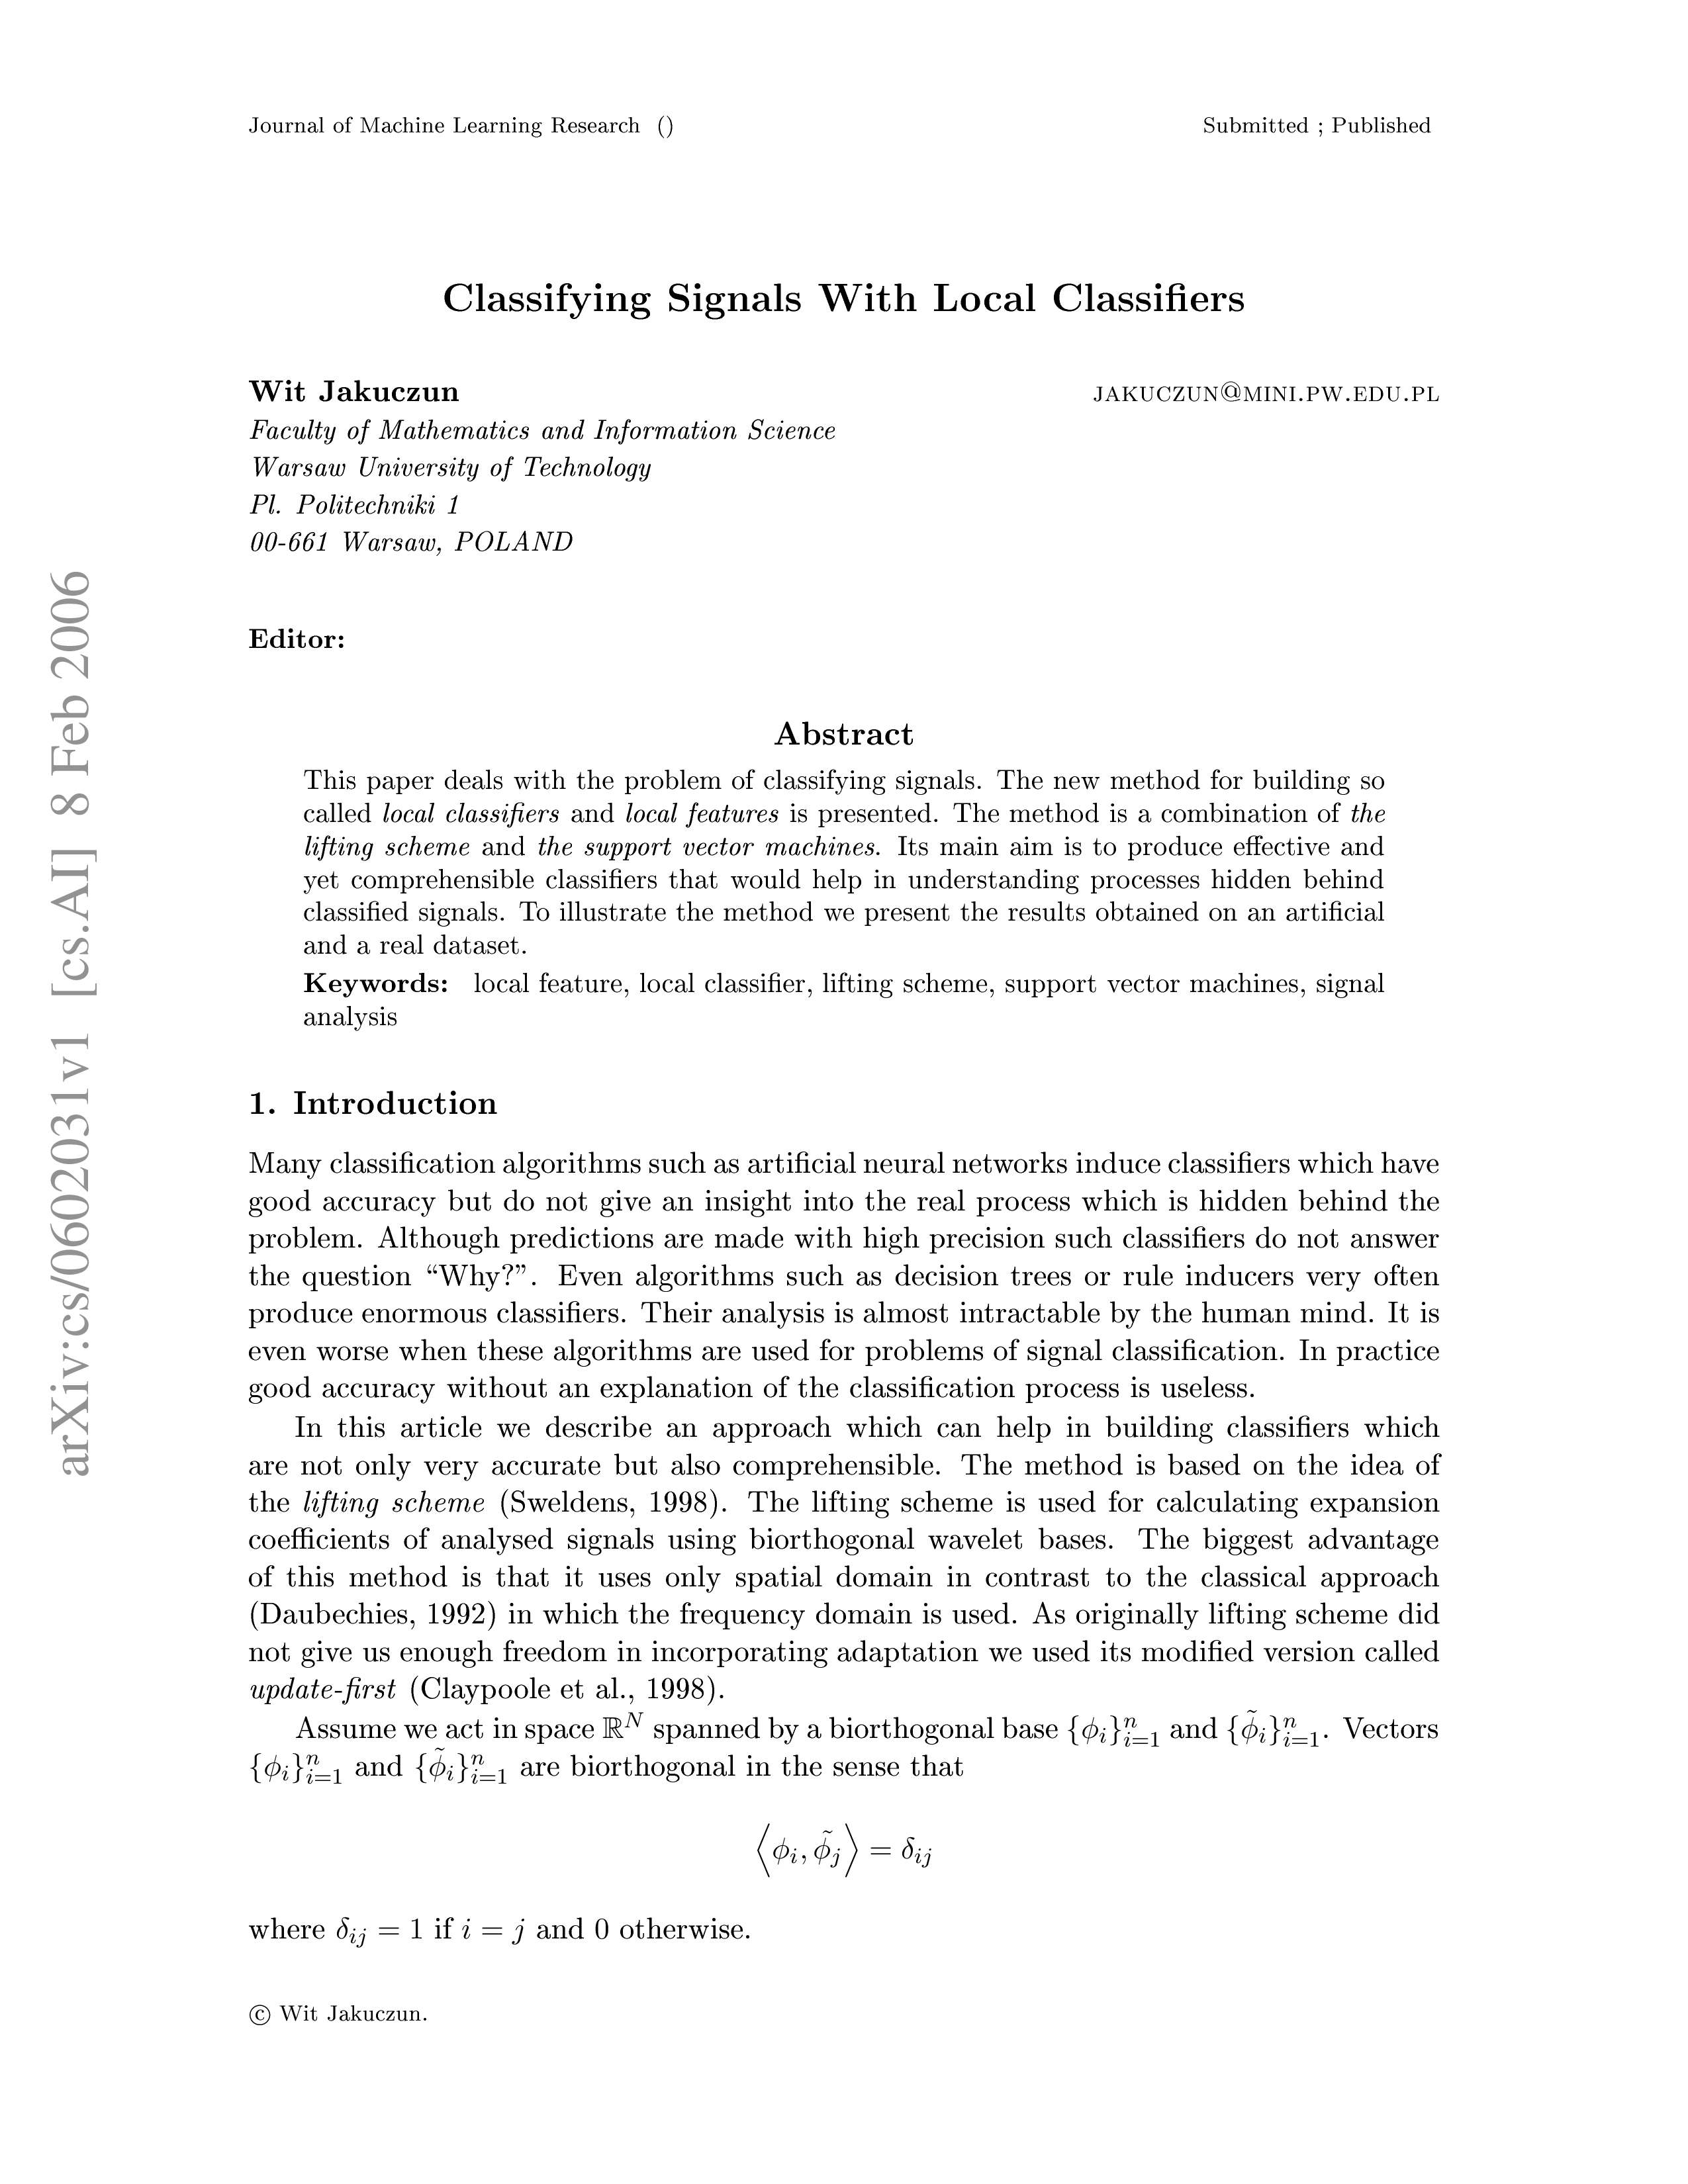 Journal of Machine Learning Research () Submitted ; Published
Classifying Signals With Local Classifiers
Wit Jakuczun JAKUCZUN@MINI.PW.EDU.PL
Faculty of Mathematics and Information Science
Warsaw University of Technology
Pl. Politechniki 1
00-661 Warsaw, POLAND
Editor:
Abstract
This paper deals with the problem of classifying signals. The new method for building so
called local classifiers and local features is presented. The method is a combination of the
lifting scheme and the support vector machines. Its main aim is to produce effective and
yet comprehensible classifiers that would help in understanding processes hidden behind
classified signals. To illustrate the method we present the results obtained on an artificial
and a real dataset.
Keywords: local feature, local classifier, lifting scheme, support vector machines, signal
analysis
1. Introduction
Many classification algorithms such as artificial neural networks induce classifiers which have
good accuracy but do not give an insight into the real process which is hidden behind the
problem. Although predictions are made with high precision such classifiers do not answer
the question “Why?”. Even algorithms such as decision trees or rule inducers very often
produce enormous classifiers. Their analysis is almost intractable by the human mind. It is
even worse when these algorithms are used for problems of signal classification. In practice
good accuracy without an explanation of the classification process is useless.
In this article we describe an approach which can help in building classifiers which
are not only very accurate but also comprehensible. The method is based on the idea of
the lifting scheme (Sweldens, 1998). The lifting scheme is used for calculating expansion
coefficients of analysed signals using biorthogonal wavelet bases. The biggest advantage
of this method is that it uses only spatial domain in contrast to the classical approach
(Daubechies, 1992) in which the frequency domain is used. As originally lifting scheme did
not give us enough freedom in incorporating adaptation we used its modified version called
update-first (Claypoole et al., 1998).
Assume we act in space ℝ^N spanned by a biorthogonal base {ϕ_i}_{i=1}^n and {ϕ̃_i}_{i=1}^n. Vectors
{ϕ_i}_{i=1}^n and {ϕ̃_i}_{i=1}^n are biorthogonal in the sense that
⟨ϕ_i, ϕ̃_j⟩ = δ_{ij}
where δ_{ij} = 1 if i = j and 0 otherwise.
© Wit Jakuczun.
arXiv:cs/0602031v1 [cs.AI] 8 Feb 2006